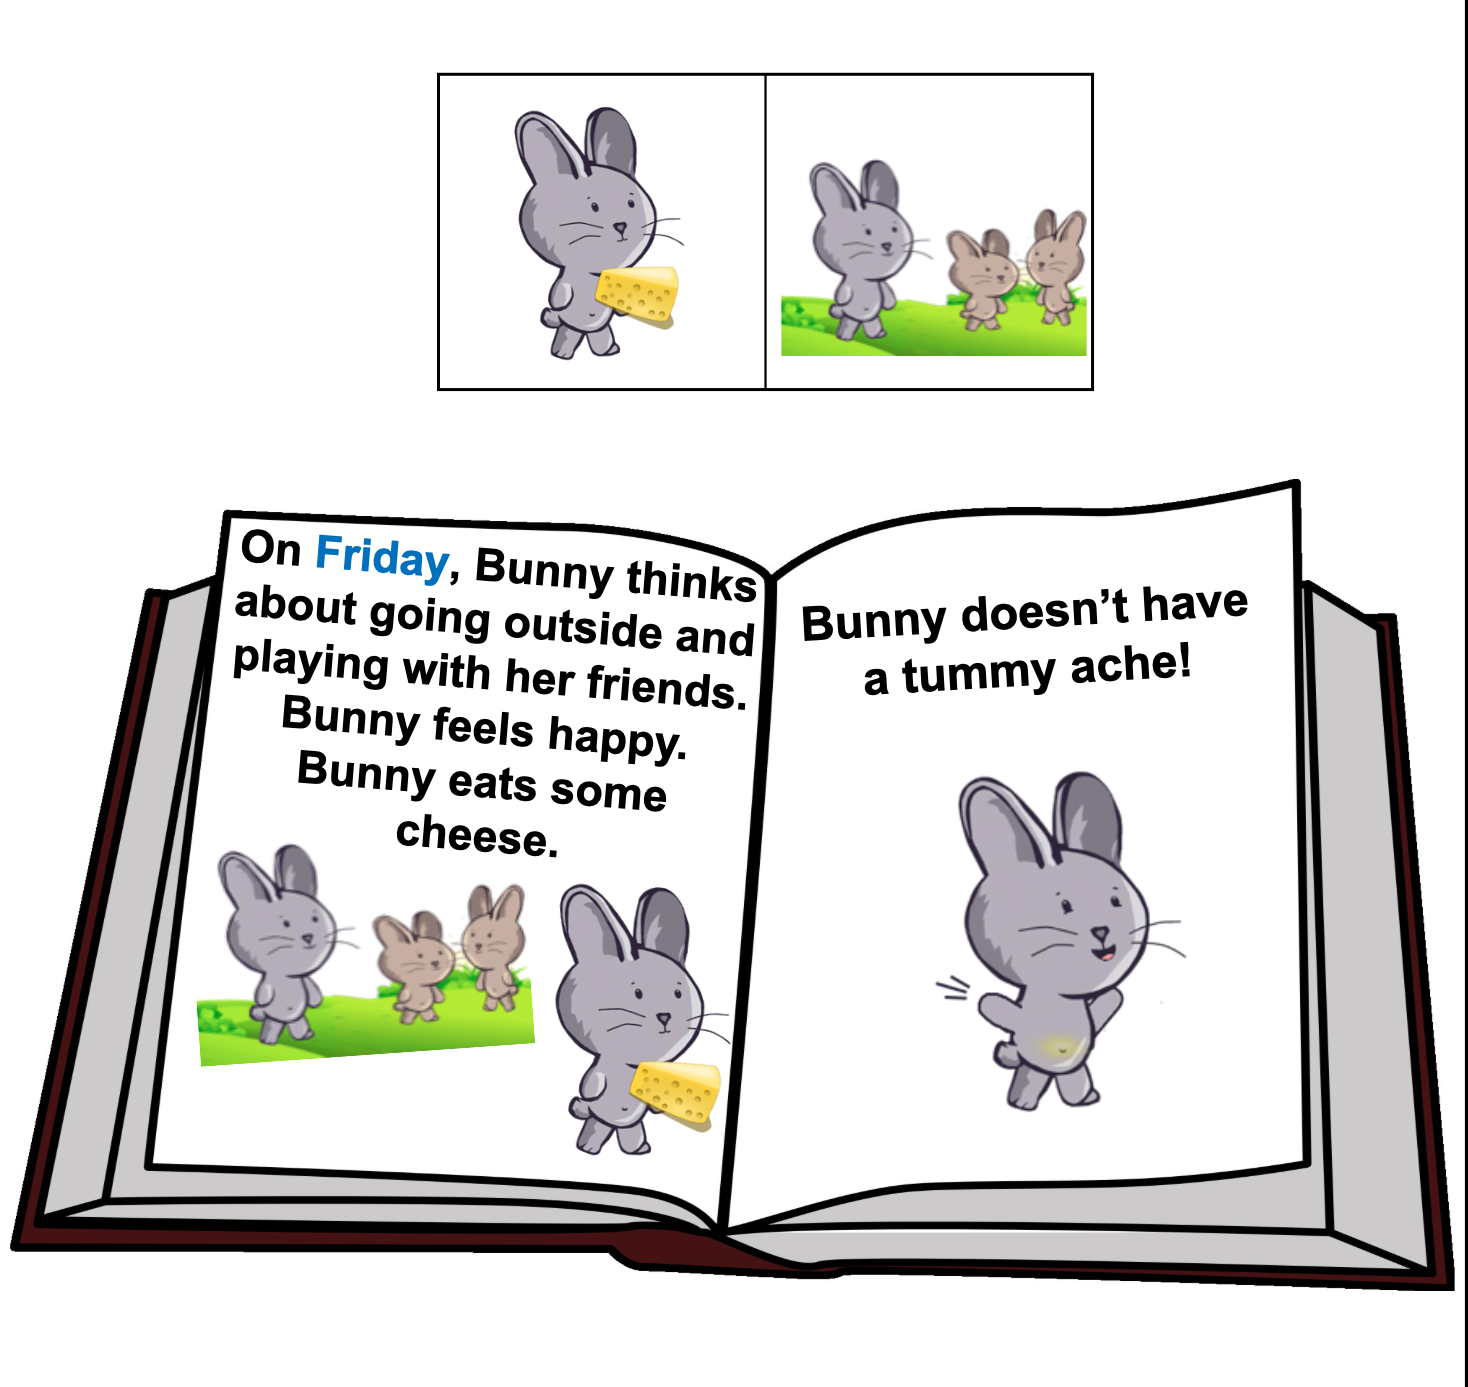 On Friday, Bunny thinks
about going outside and
playing with her friends.
Bunny feels happy.
Bunny eats some
cheese.
Bunny doesn’t have
a tummy ache!